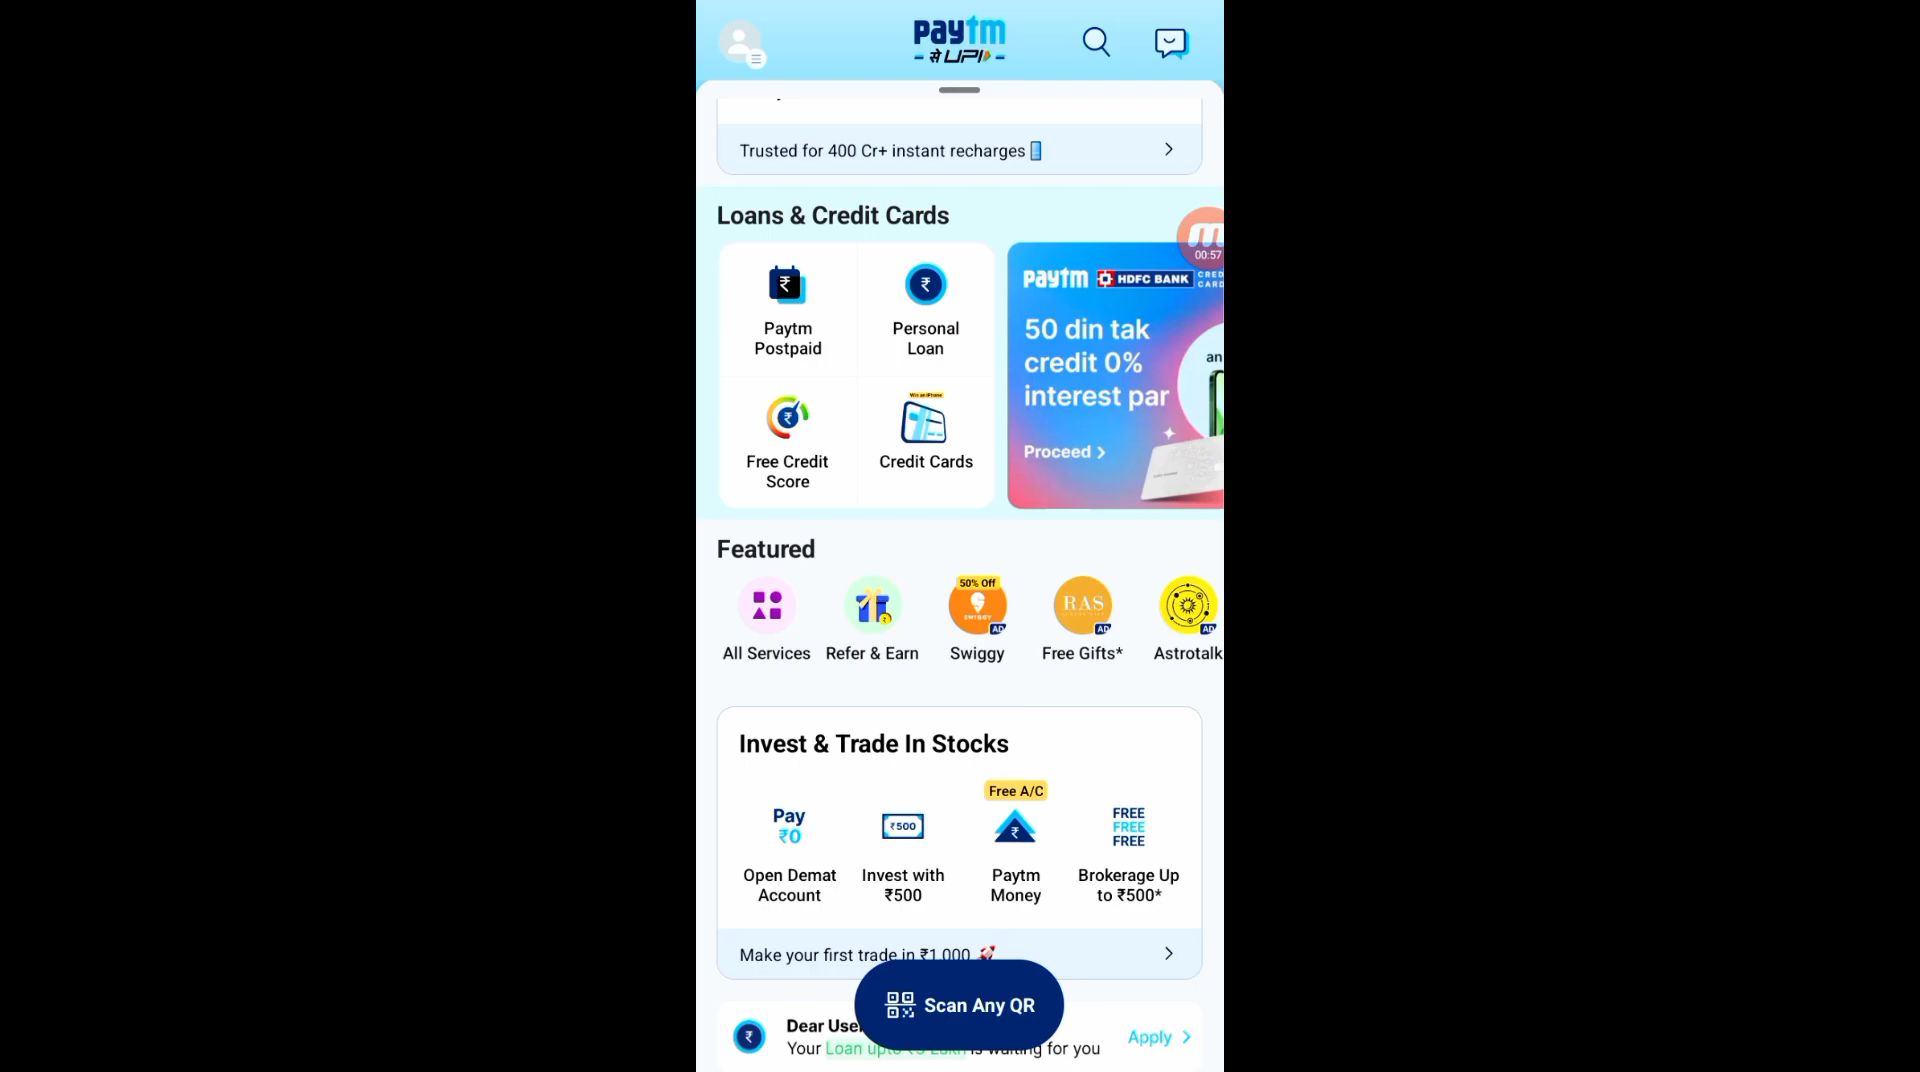 paytm
से UPI
Trusted for 400 Cr+ instant recharges
Loans & Credit Cards
00:57
Paytm
Postpaid
Personal
Loan
Win an iPhone
Free Credit
Score
Credit Cards
paytm HDFC BANK CRED
CARD
50 din tak
credit 0%
interest par
an
Proceed
Featured
50% Off
SWIGGY
AD
RAS
AD
AD
All Services
Refer & Earn
Swiggy
Free Gifts*
Astrotalk
Invest & Trade In Stocks
Free A/C
Pay
₹0
₹500
FREE
FREE
FREE
Open Demat
Account
Invest with
₹500
Paytm
Money
Brokerage Up
to ₹500*
Make your first trade in ₹1,000
Scan Any QR
Dear Use
Your Loan upto ₹5 Lakh is waiting for you
Apply